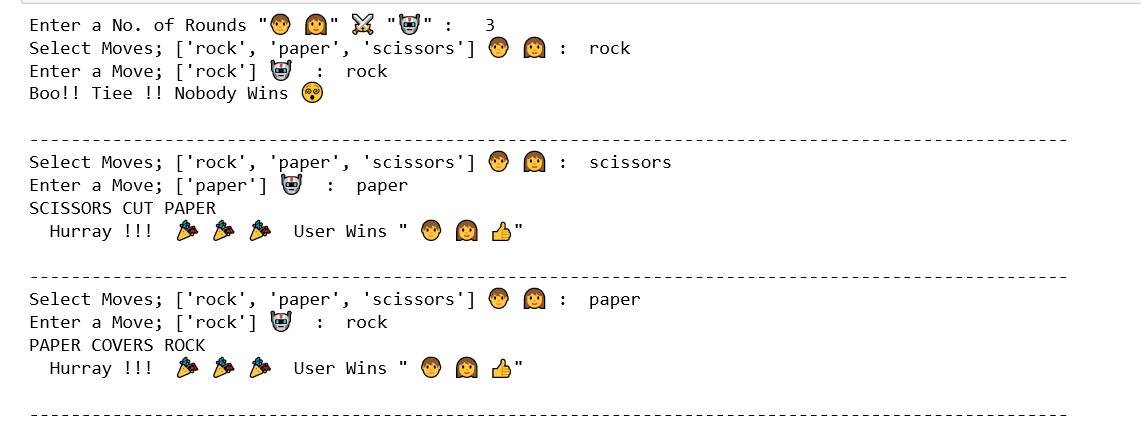 Enter a No. of Rounds "🧑 👩" ⚔️ "🤖" :   3
Select Moves; ['rock', 'paper', 'scissors'] 🧑 👩 :  rock
Enter a Move; ['rock'] 🤖  :  rock
Boo!! Tiee !! Nobody Wins 😵
----------------------------------------------------------------------------------------------------
Select Moves; ['rock', 'paper', 'scissors'] 🧑 👩 :  scissors
Enter a Move; ['paper'] 🤖  :  paper
SCISSORS CUT PAPER
  Hurray !!!  🎉 🎉 🎉  User Wins " 🧑 👩 👍"
----------------------------------------------------------------------------------------------------
Select Moves; ['rock', 'paper', 'scissors'] 🧑 👩 :  paper
Enter a Move; ['rock'] 🤖  :  rock
PAPER COVERS ROCK
  Hurray !!!  🎉 🎉 🎉  User Wins " 🧑 👩 👍"
----------------------------------------------------------------------------------------------------